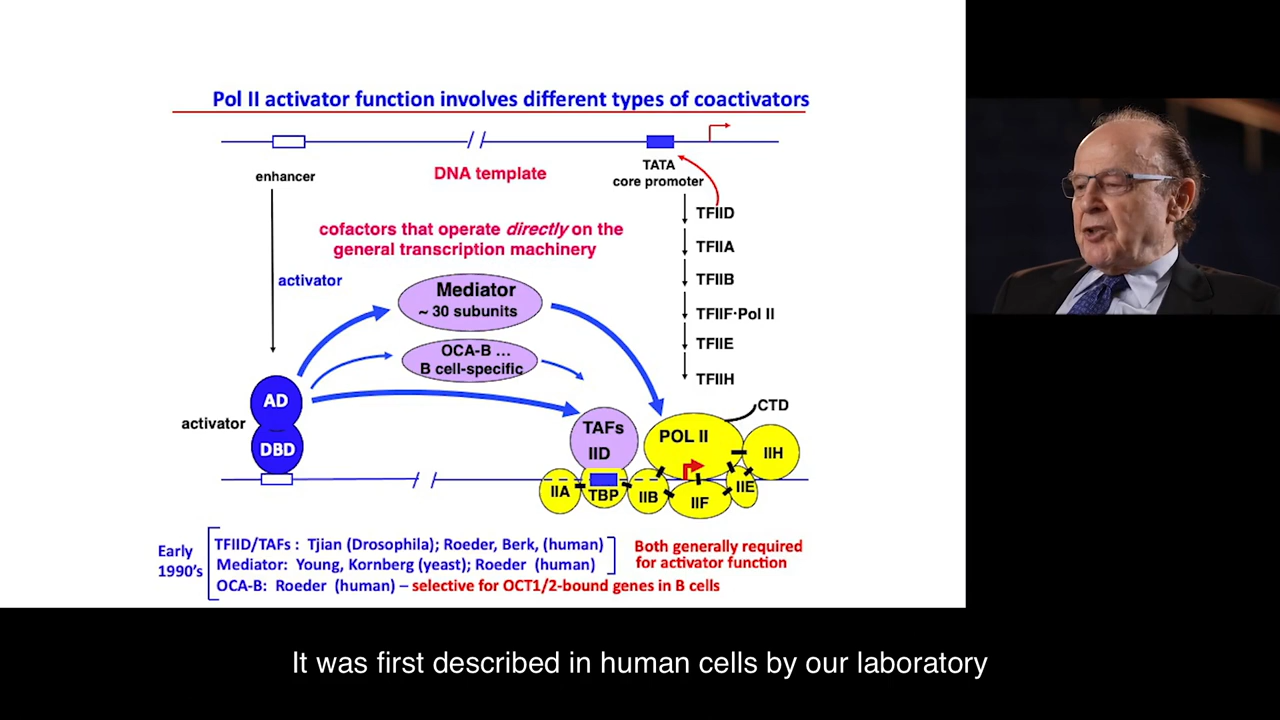 Pol II activator function involves different types of coactivators
enhancer
DNA template
TATA
core promoter
TFIID
TFIIA
TFIIB
TFIIF·Pol II
TFIIE
TFIIH
cofactors that operate directly on the
general transcription machinery
activator
Mediator
~ 30 subunits
OCA-B ...
B cell-specific
activator
AD
DBD
TAFs
IID
POL II
CTD
IIH
IIA
TBP
IIB
IIF
IIE
Early
1990's
TFIID/TAFs : Tjian (Drosophila); Roeder, Berk, (human)
Mediator: Young, Kornberg (yeast); Roeder (human)
OCA-B: Roeder (human) – selective for OCT1/2-bound genes in B cells
Both generally required
for activator function
It was first described in human cells by our laboratory